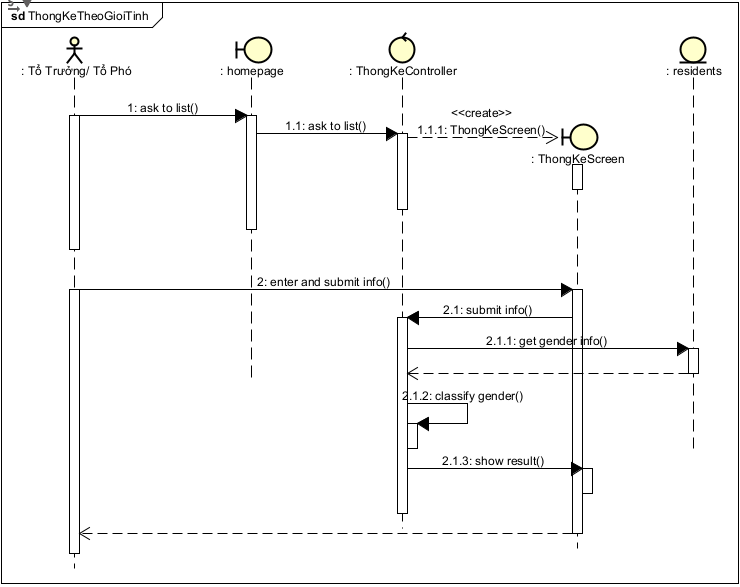 sd ThongKeTheoGioiTinh
: Tổ Trưởng/ Tổ Phó
: homepage
: ThongKeController
: residents
1: ask to list()
1.1: ask to list()
<<create>>
1.1.1: ThongKeScreen()
: ThongKeScreen
2: enter and submit info()
2.1: submit info()
2.1.1: get gender info()
2.1.2: classify gender()
2.1.3: show result()